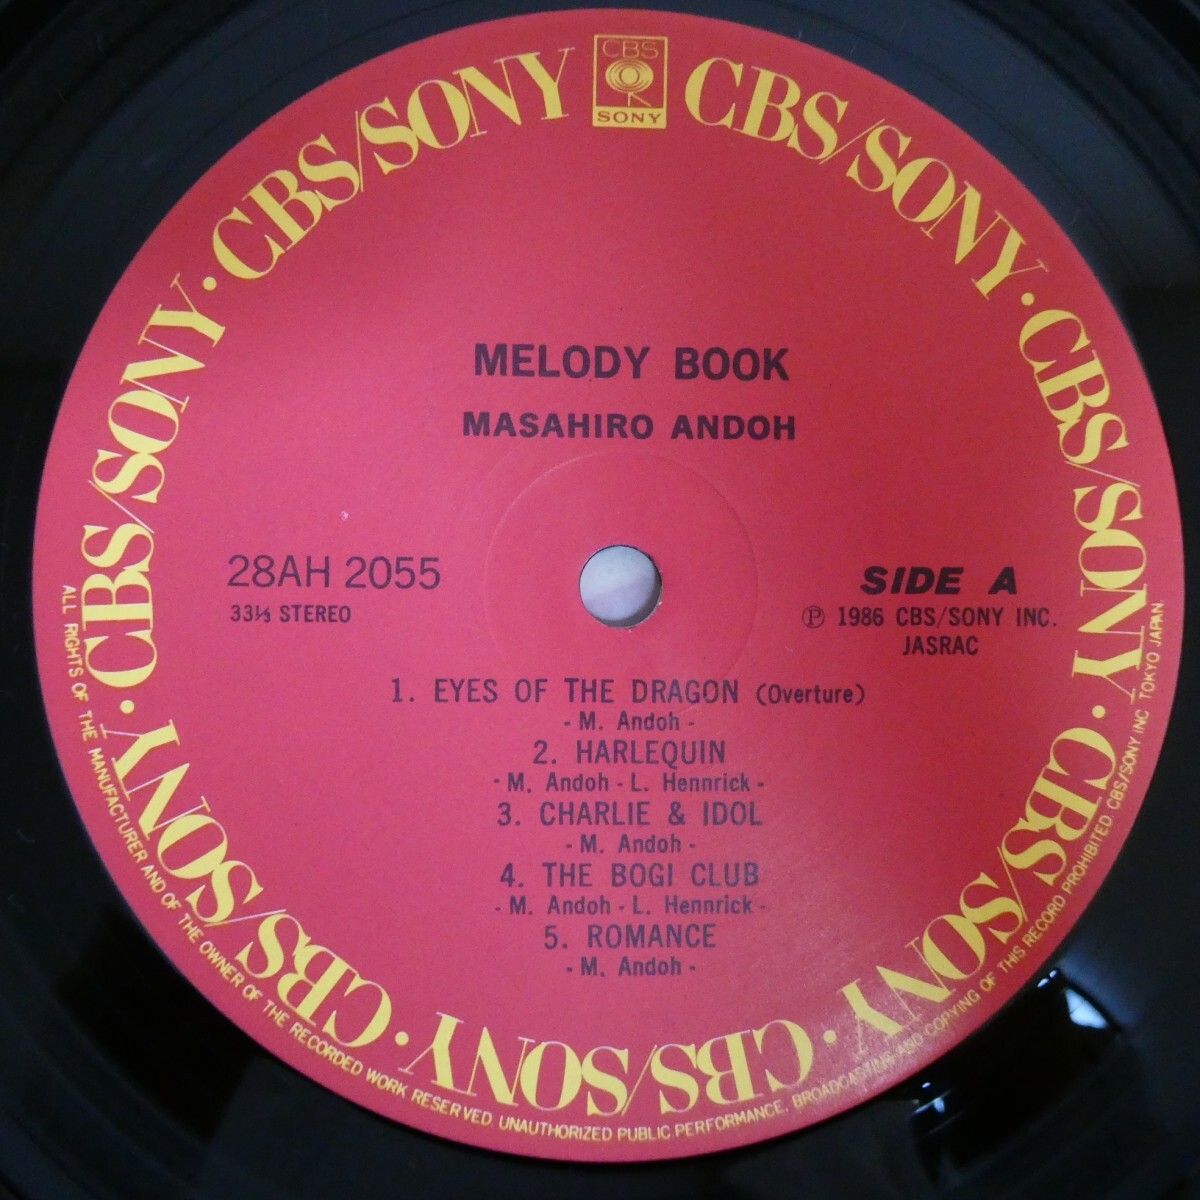 CBS
SONY
CBS/SONY · CBS/SONY · CBS/SONY · CBS/SONY · CBS/SONY · CBS/SONY · CBS/SONY · CBS/SONY · CBS/SONY
MELODY BOOK
MASAHIRO ANDOH
28AH 2055
33⅓ STEREO
SIDE A
Ⓟ 1986 CBS/SONY INC.
JASRAC
1. EYES OF THE DRAGON (Overture)
- M. Andoh -
2. HARLEQUIN
- M. Andoh - L. Hennrick -
3. CHARLIE & IDOL
- M. Andoh -
4. THE BOGI CLUB
- M. Andoh - L. Hennrick -
5. ROMANCE
- M. Andoh -
ALL RIGHTS OF THE MANUFACTURER AND OF THE OWNER OF THE RECORDED WORK RESERVED. UNAUTHORIZED PUBLIC PERFORMANCE, BROADCASTING AND COPYING OF THIS RECORD PROHIBITED. CBS/SONY INC. TOKYO JAPAN.